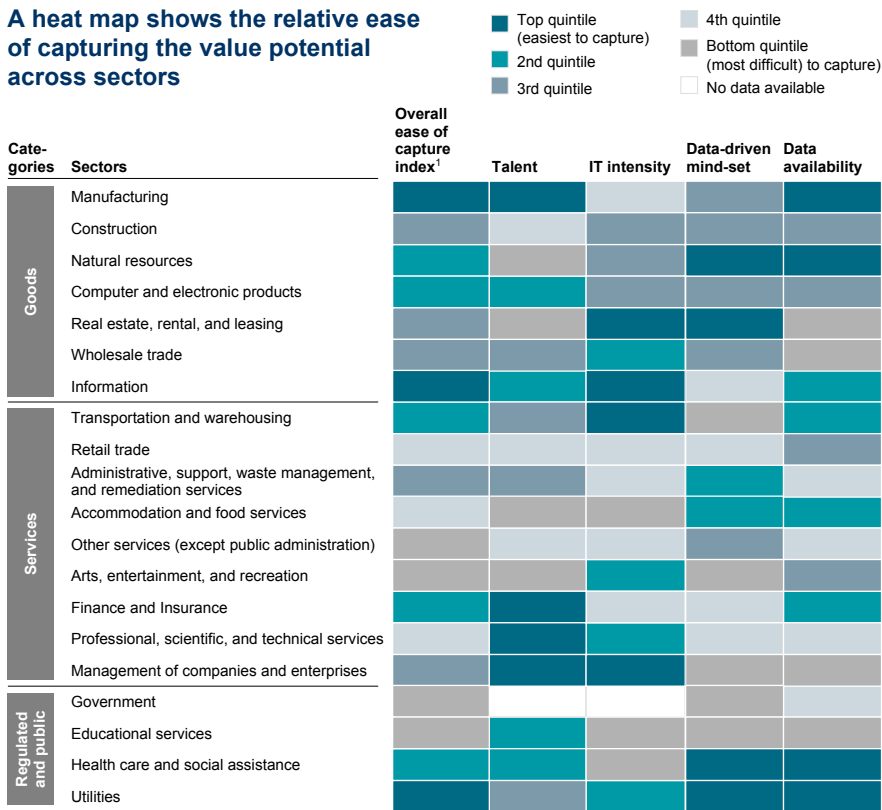 A heat map shows the relative ease
of capturing the value potential
across sectors
Top quintile
(easiest to capture)
2nd quintile
3rd quintile
4th quintile
Bottom quintile
(most difficult) to capture)
No data available
Cate-
gories
Sectors
Overall
ease of
capture
index1
Talent
IT intensity
Data-driven
mind-set
Data
availability
Goods
Manufacturing
Construction
Natural resources
Computer and electronic products
Real estate, rental, and leasing
Wholesale trade
Information
Services
Transportation and warehousing
Retail trade
Administrative, support, waste management,
and remediation services
Accommodation and food services
Other services (except public administration)
Arts, entertainment, and recreation
Finance and Insurance
Professional, scientific, and technical services
Management of companies and enterprises
Regulated
and public
Government
Educational services
Health care and social assistance
Utilities